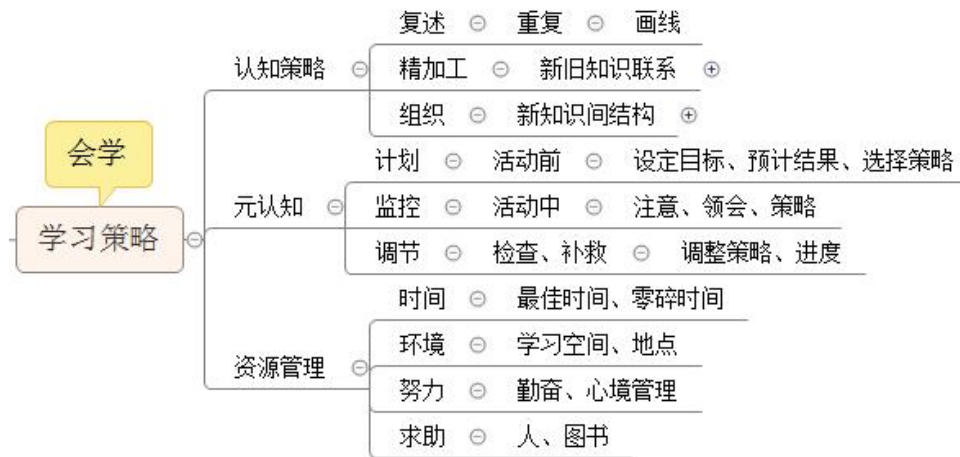 复述 重复 画线
认知策略 精加工 新旧知识联系
组织 新知识间结构
会学
计划 活动前 设定目标、预计结果、选择策略
学习策略 元认知 监控 活动中 注意、领会、策略
调节 检查、补救 调整策略、进度
时间 最佳时间、零碎时间
环境 学习空间、地点
资源管理
努力 勤奋、心境管理
求助 人、图书